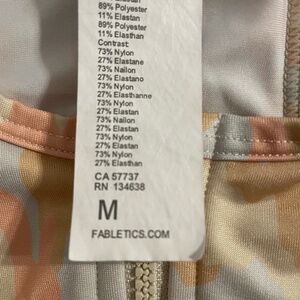 89% Polyester
11% Elastan
89% Polyester
11% Elasthan
Contrast:
73% Nylon
27% Elastane
73% Nailon
27% Elastano
73% Nylon
27% Elasthanne
73% Nylon
27% Elastan
73% Nailon
27% Elastan
73% Nylon
27% Elastan
73% Nylon
27% Elasthan
CA 57737
RN 134638
M
FABLETICS.COM